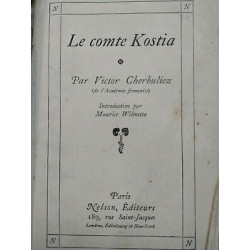 Le comte Kostia
Par Victor Cherbuliez
(de l'Académie française)
Introduction par
Maurice Wilmotte
Paris
Nelson, Éditeurs
189, rue Saint-Jacques
Londres, Édimbourg et New-York